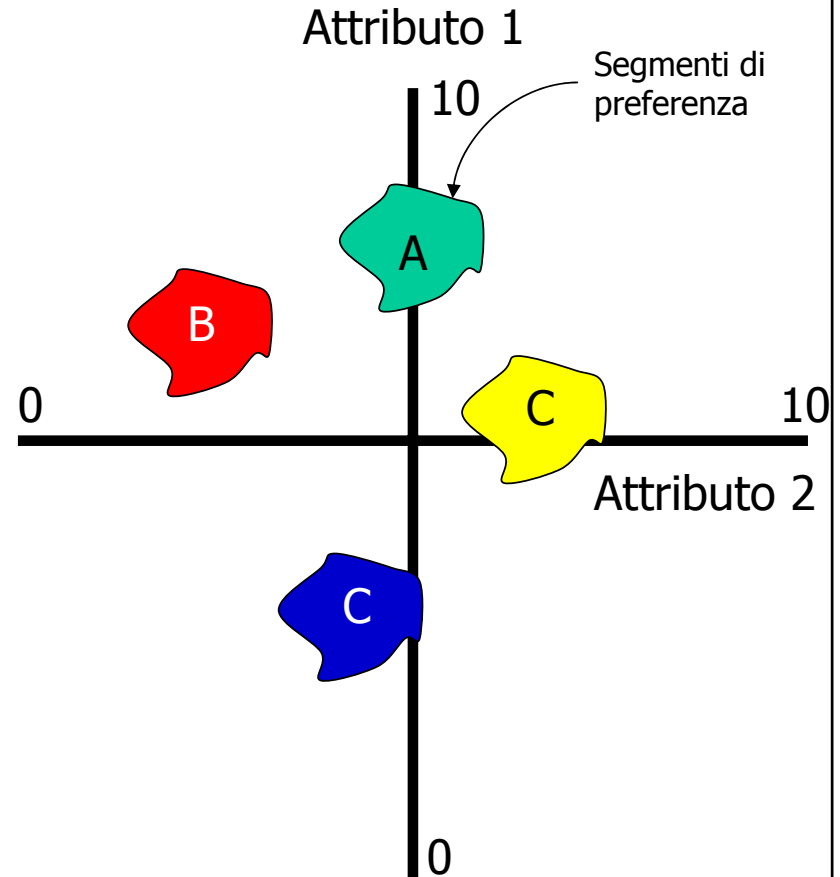 Attributo 1
Segmenti di
preferenza
10
A
B
C
0
10
Attributo 2
C
0